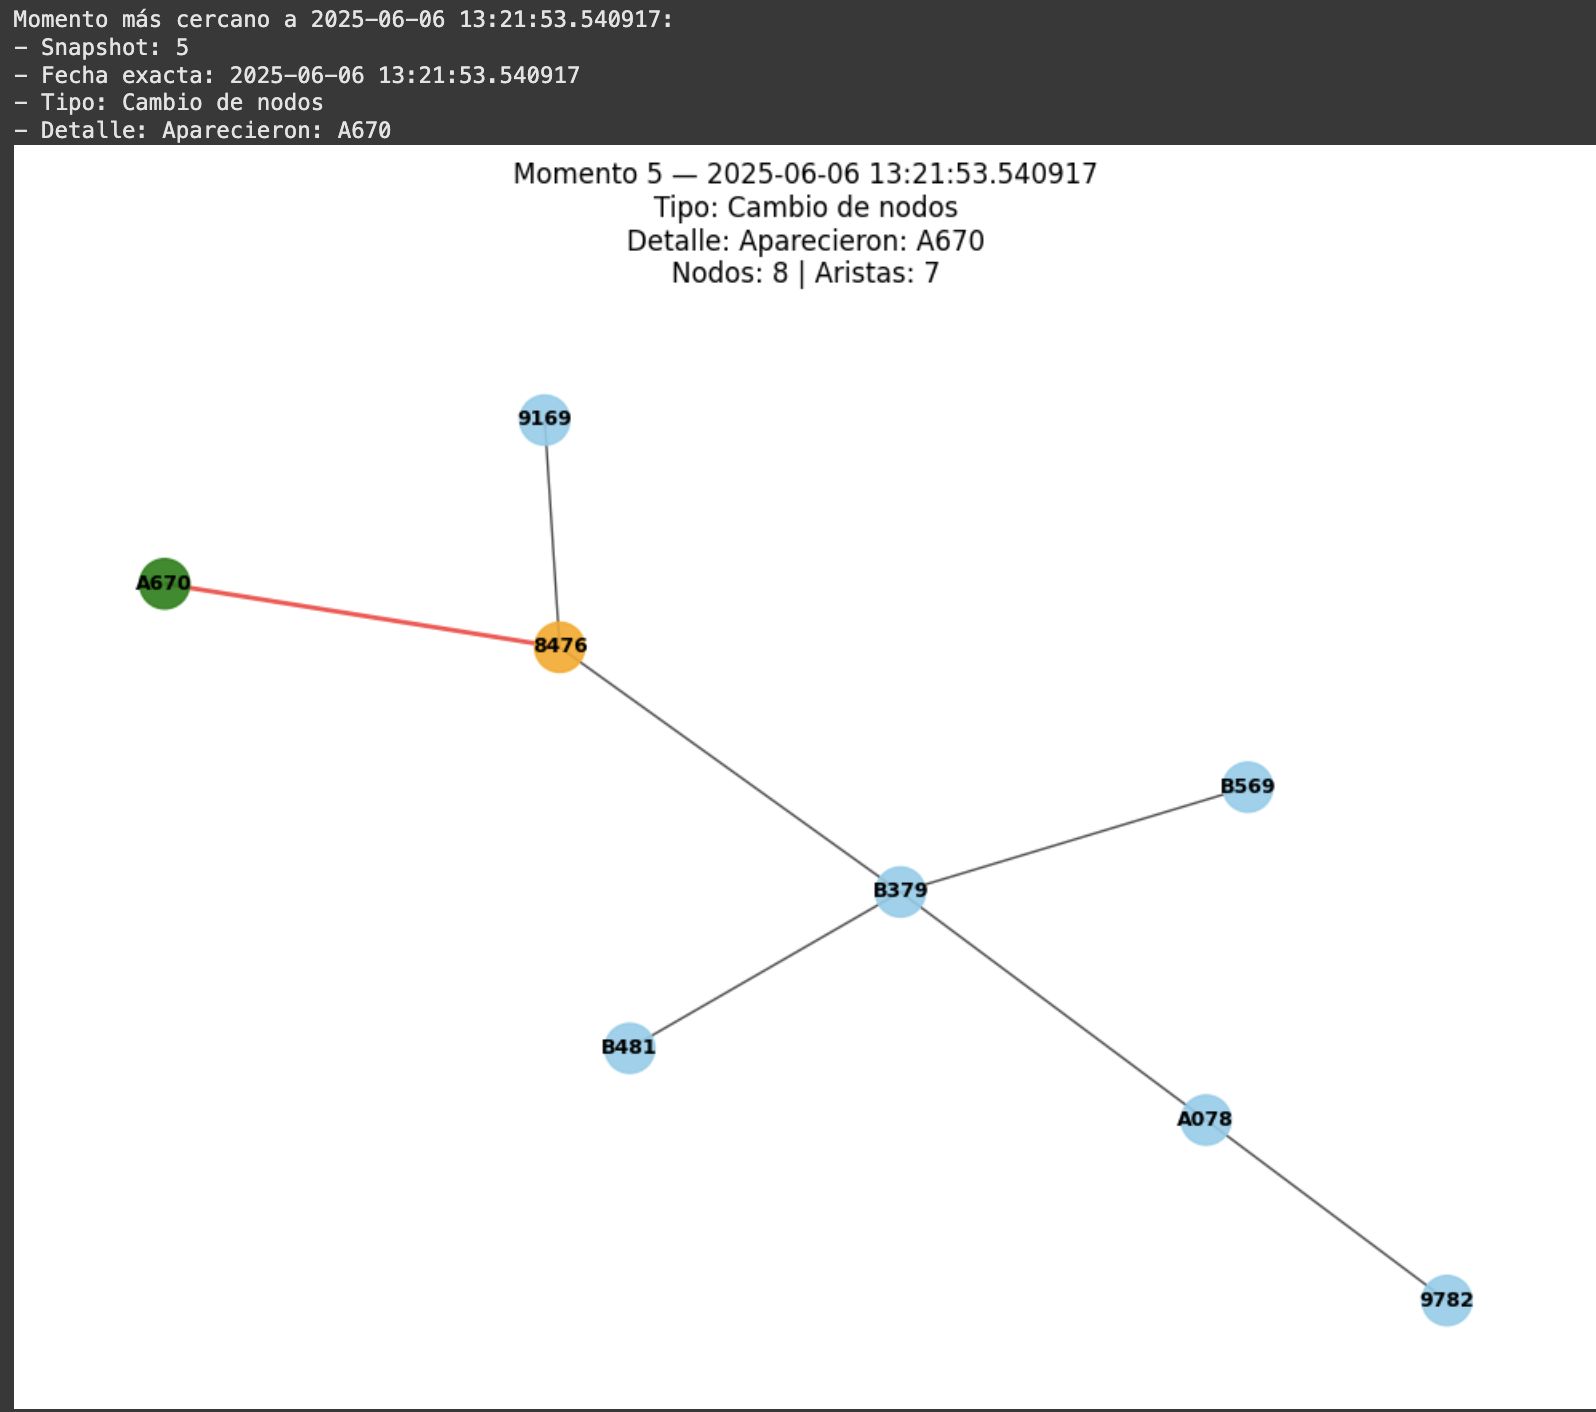 Momento más cercano a 2025-06-06 13:21:53.540917:
- Snapshot: 5
- Fecha exacta: 2025-06-06 13:21:53.540917
- Tipo: Cambio de nodos
- Detalle: Aparecieron: A670
Momento 5 — 2025-06-06 13:21:53.540917
Tipo: Cambio de nodos
Detalle: Aparecieron: A670
Nodos: 8 | Aristas: 7
9169
A670
8476
B569
B379
B481
A078
9782